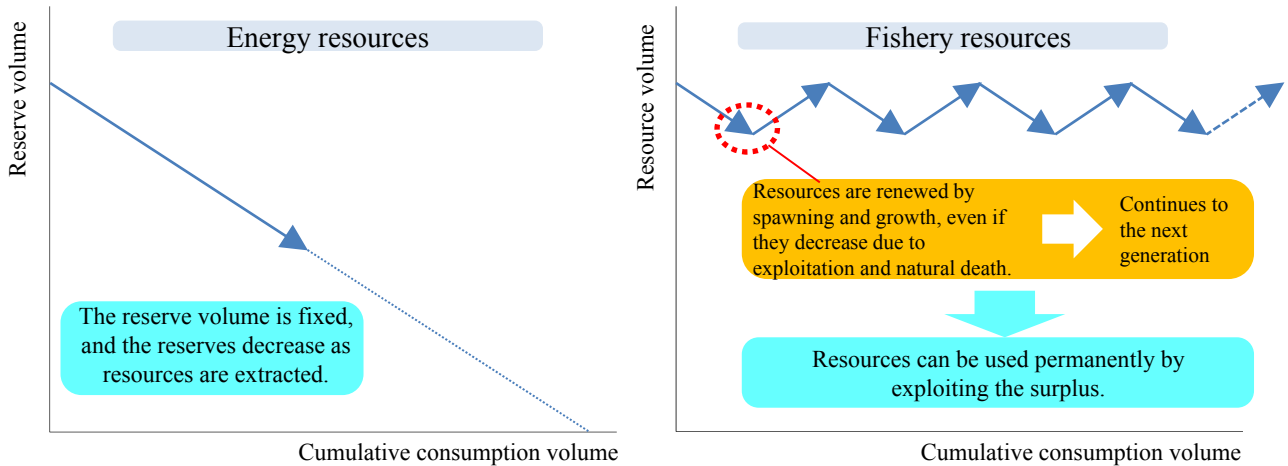 Energy resources
Reserve volume
The reserve volume is fixed,
and the reserves decrease as
resources are extracted.
Cumulative consumption volume
Fishery resources
Resource volume
Resources are renewed by
spawning and growth, even if
they decrease due to
exploitation and natural death.
Continues to
the next
generation
Resources can be used permanently by
exploiting the surplus.
Cumulative consumption volume